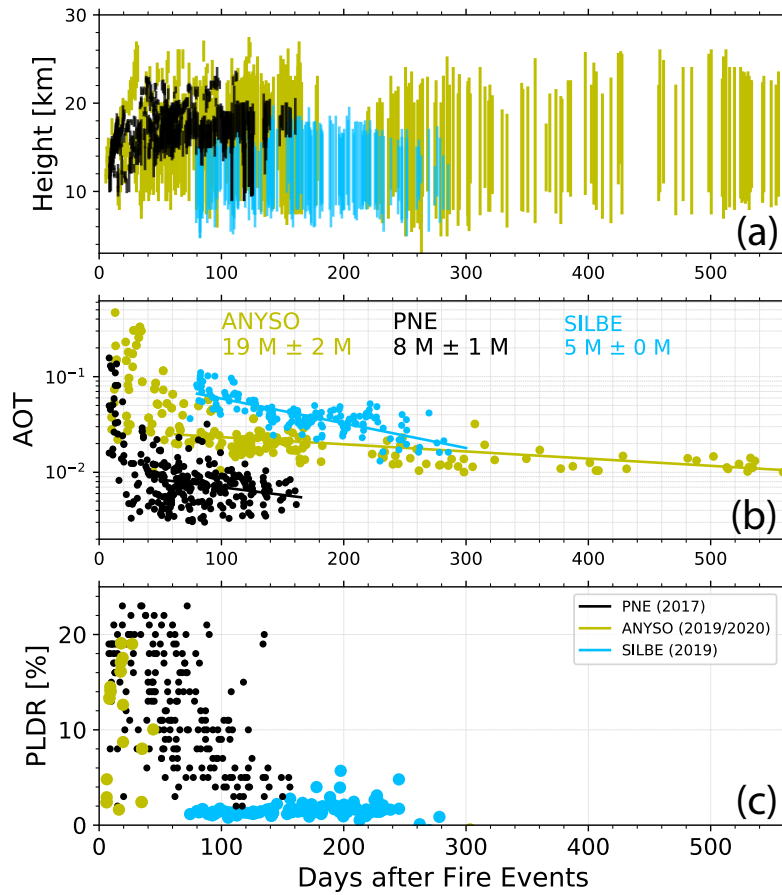 30
20
10
Height [km]
(a)
0
100
200
300
400
500
ANYSO
PNE
SILBE
19 M ± 2 M
8 M ± 1 M
5 M ± 0 M
10⁻¹
10⁻²
AOT
(b)
0
100
200
300
400
500
PNE (2017)
ANYSO (2019/2020)
SILBE (2019)
20
10
0
PLDR [%]
(c)
0
100
200
300
400
500
Days after Fire Events